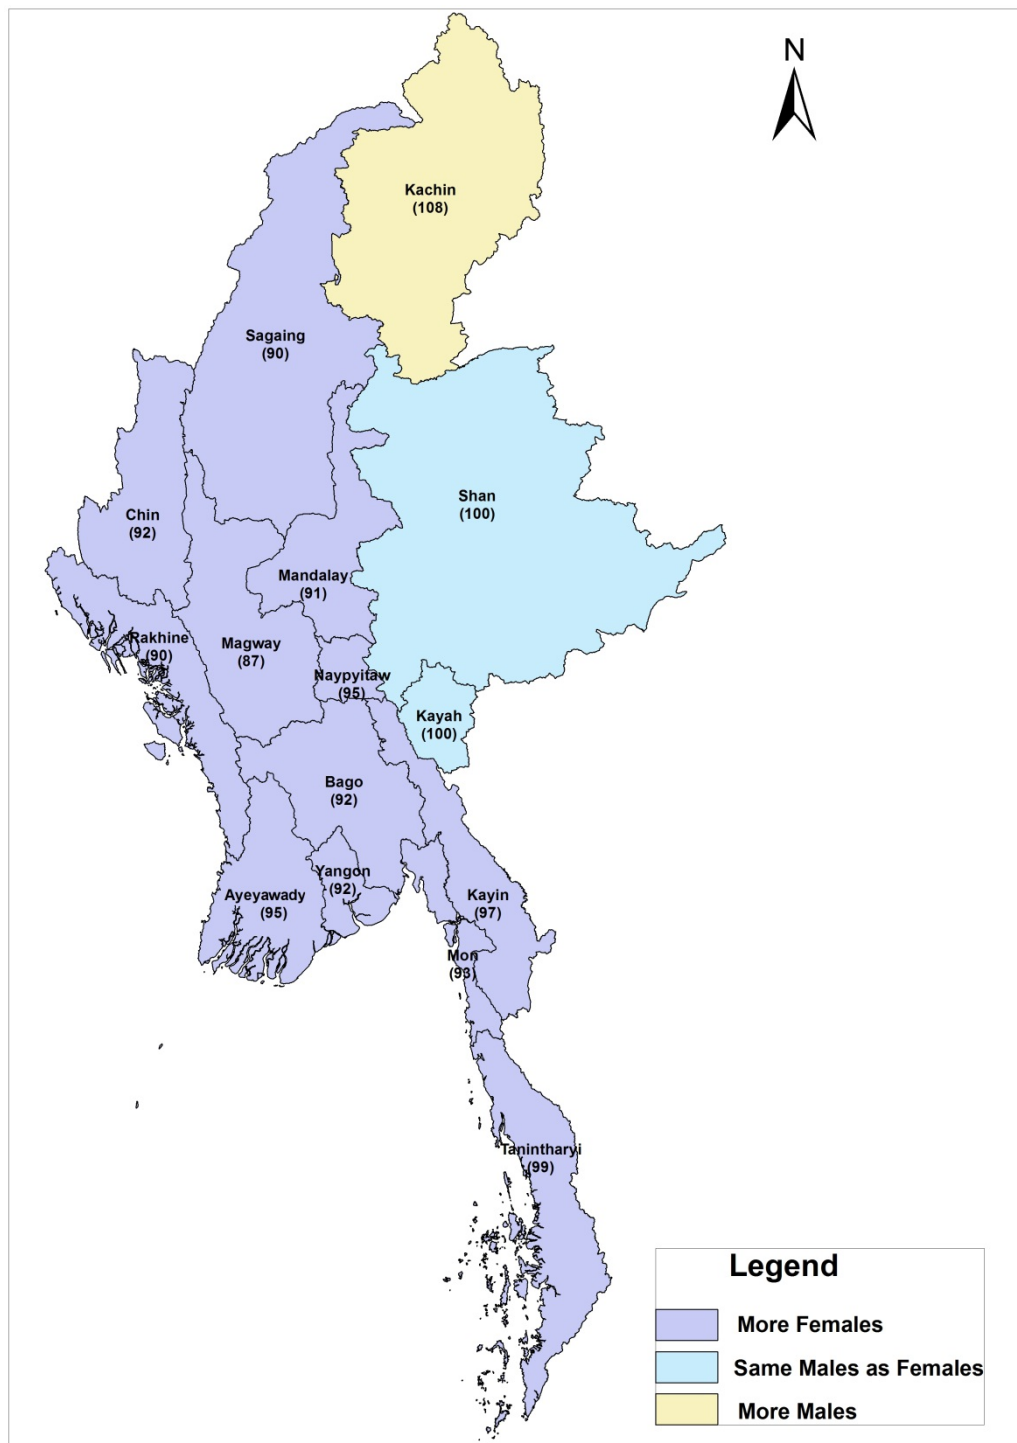 N
Kachin
(108)
Sagaing
(90)
Shan
(100)
Chin
(92)
Mandalay
(91)
Rakhine
(90)
Magway
(87)
Naypyitaw
(95)
Kayah
(100)
Bago
(92)
Yangon
(92)
Ayeyawady
(95)
Kayin
(97)
Mon
(93)
Tanintharyi
(99)
Legend
More Females
Same Males as Females
More Males